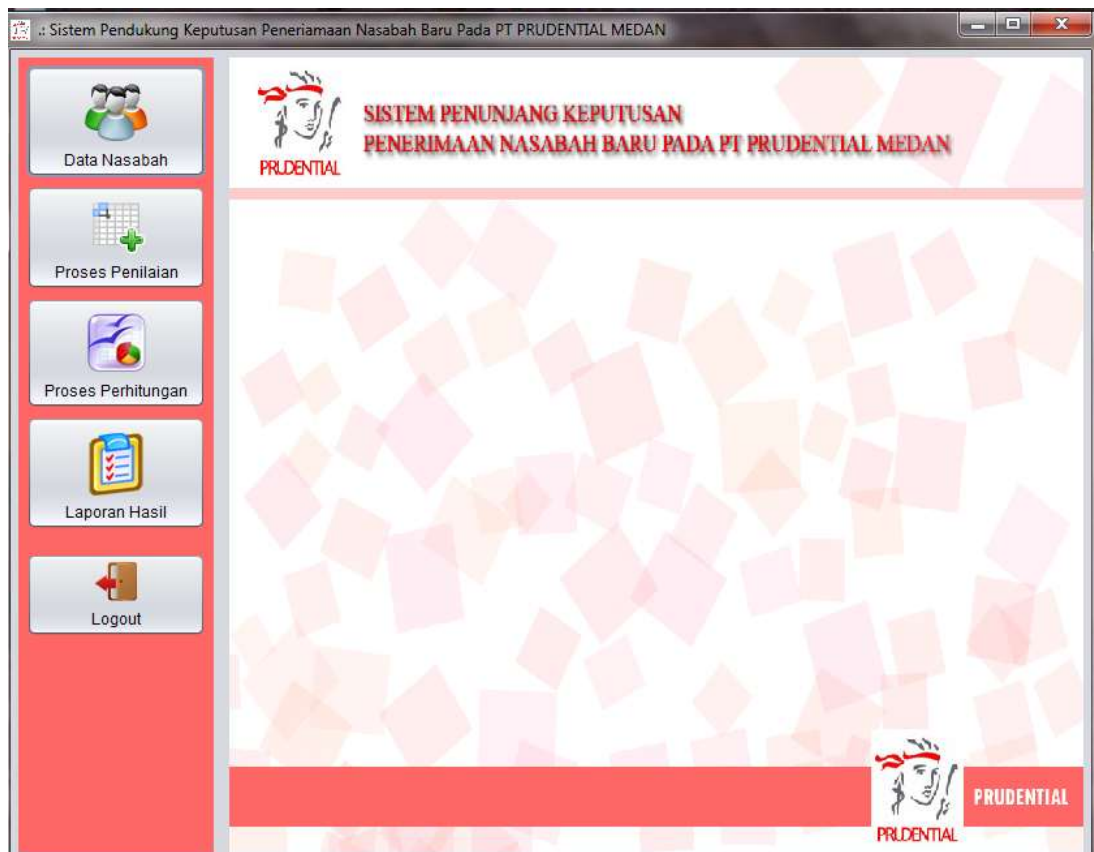 .: Sistem Pendukung Keputusan Peneriamaan Nasabah Baru Pada PT PRUDENTIAL MEDAN
Data Nasabah
Proses Penilaian
Proses Perhitungan
Laporan Hasil
Logout
PRUDENTIAL
SISTEM PENUNJANG KEPUTUSAN
PENERIMAAN NASABAH BARU PADA PT PRUDENTIAL MEDAN
PRUDENTIAL
PRUDENTIAL